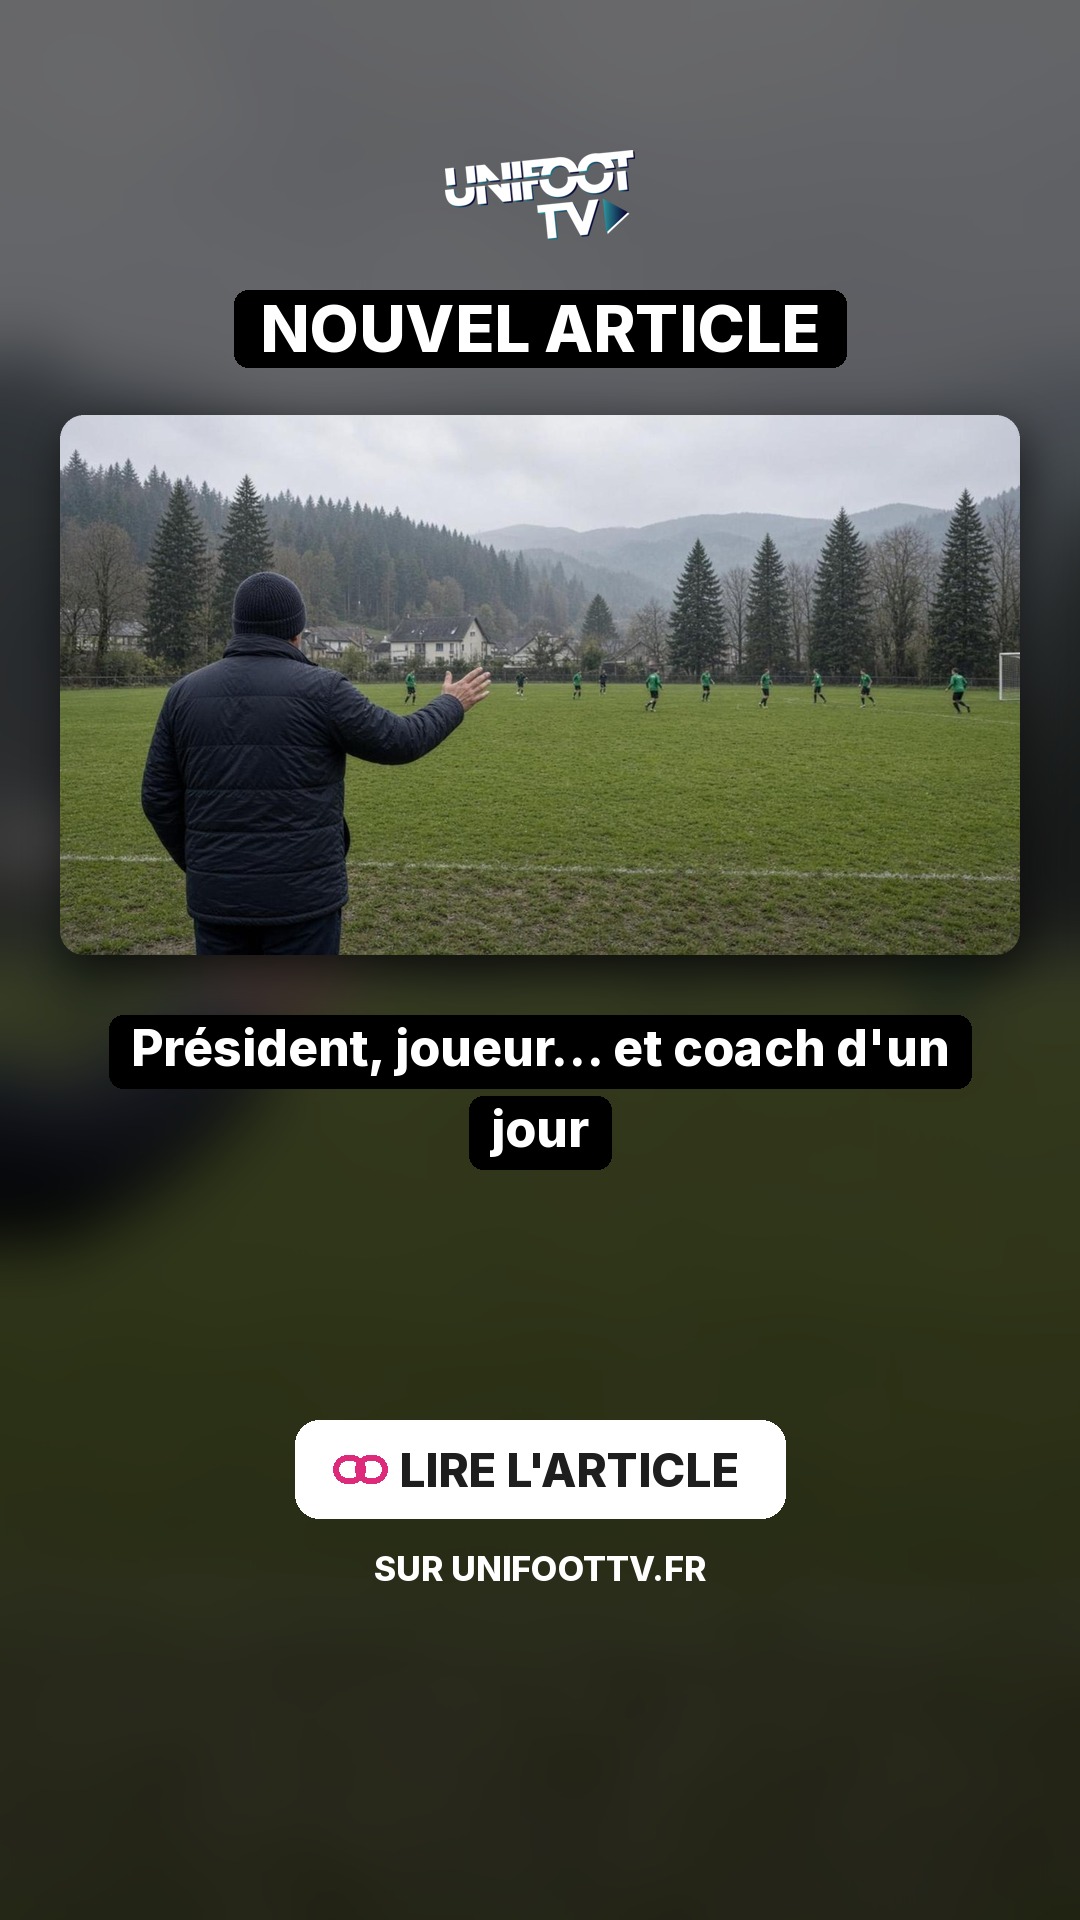 UNIFOOT
TV
NOUVEL ARTICLE
Président, joueur... et coach d'un
jour
LIRE L'ARTICLE
SUR UNIFOOTTV.FR